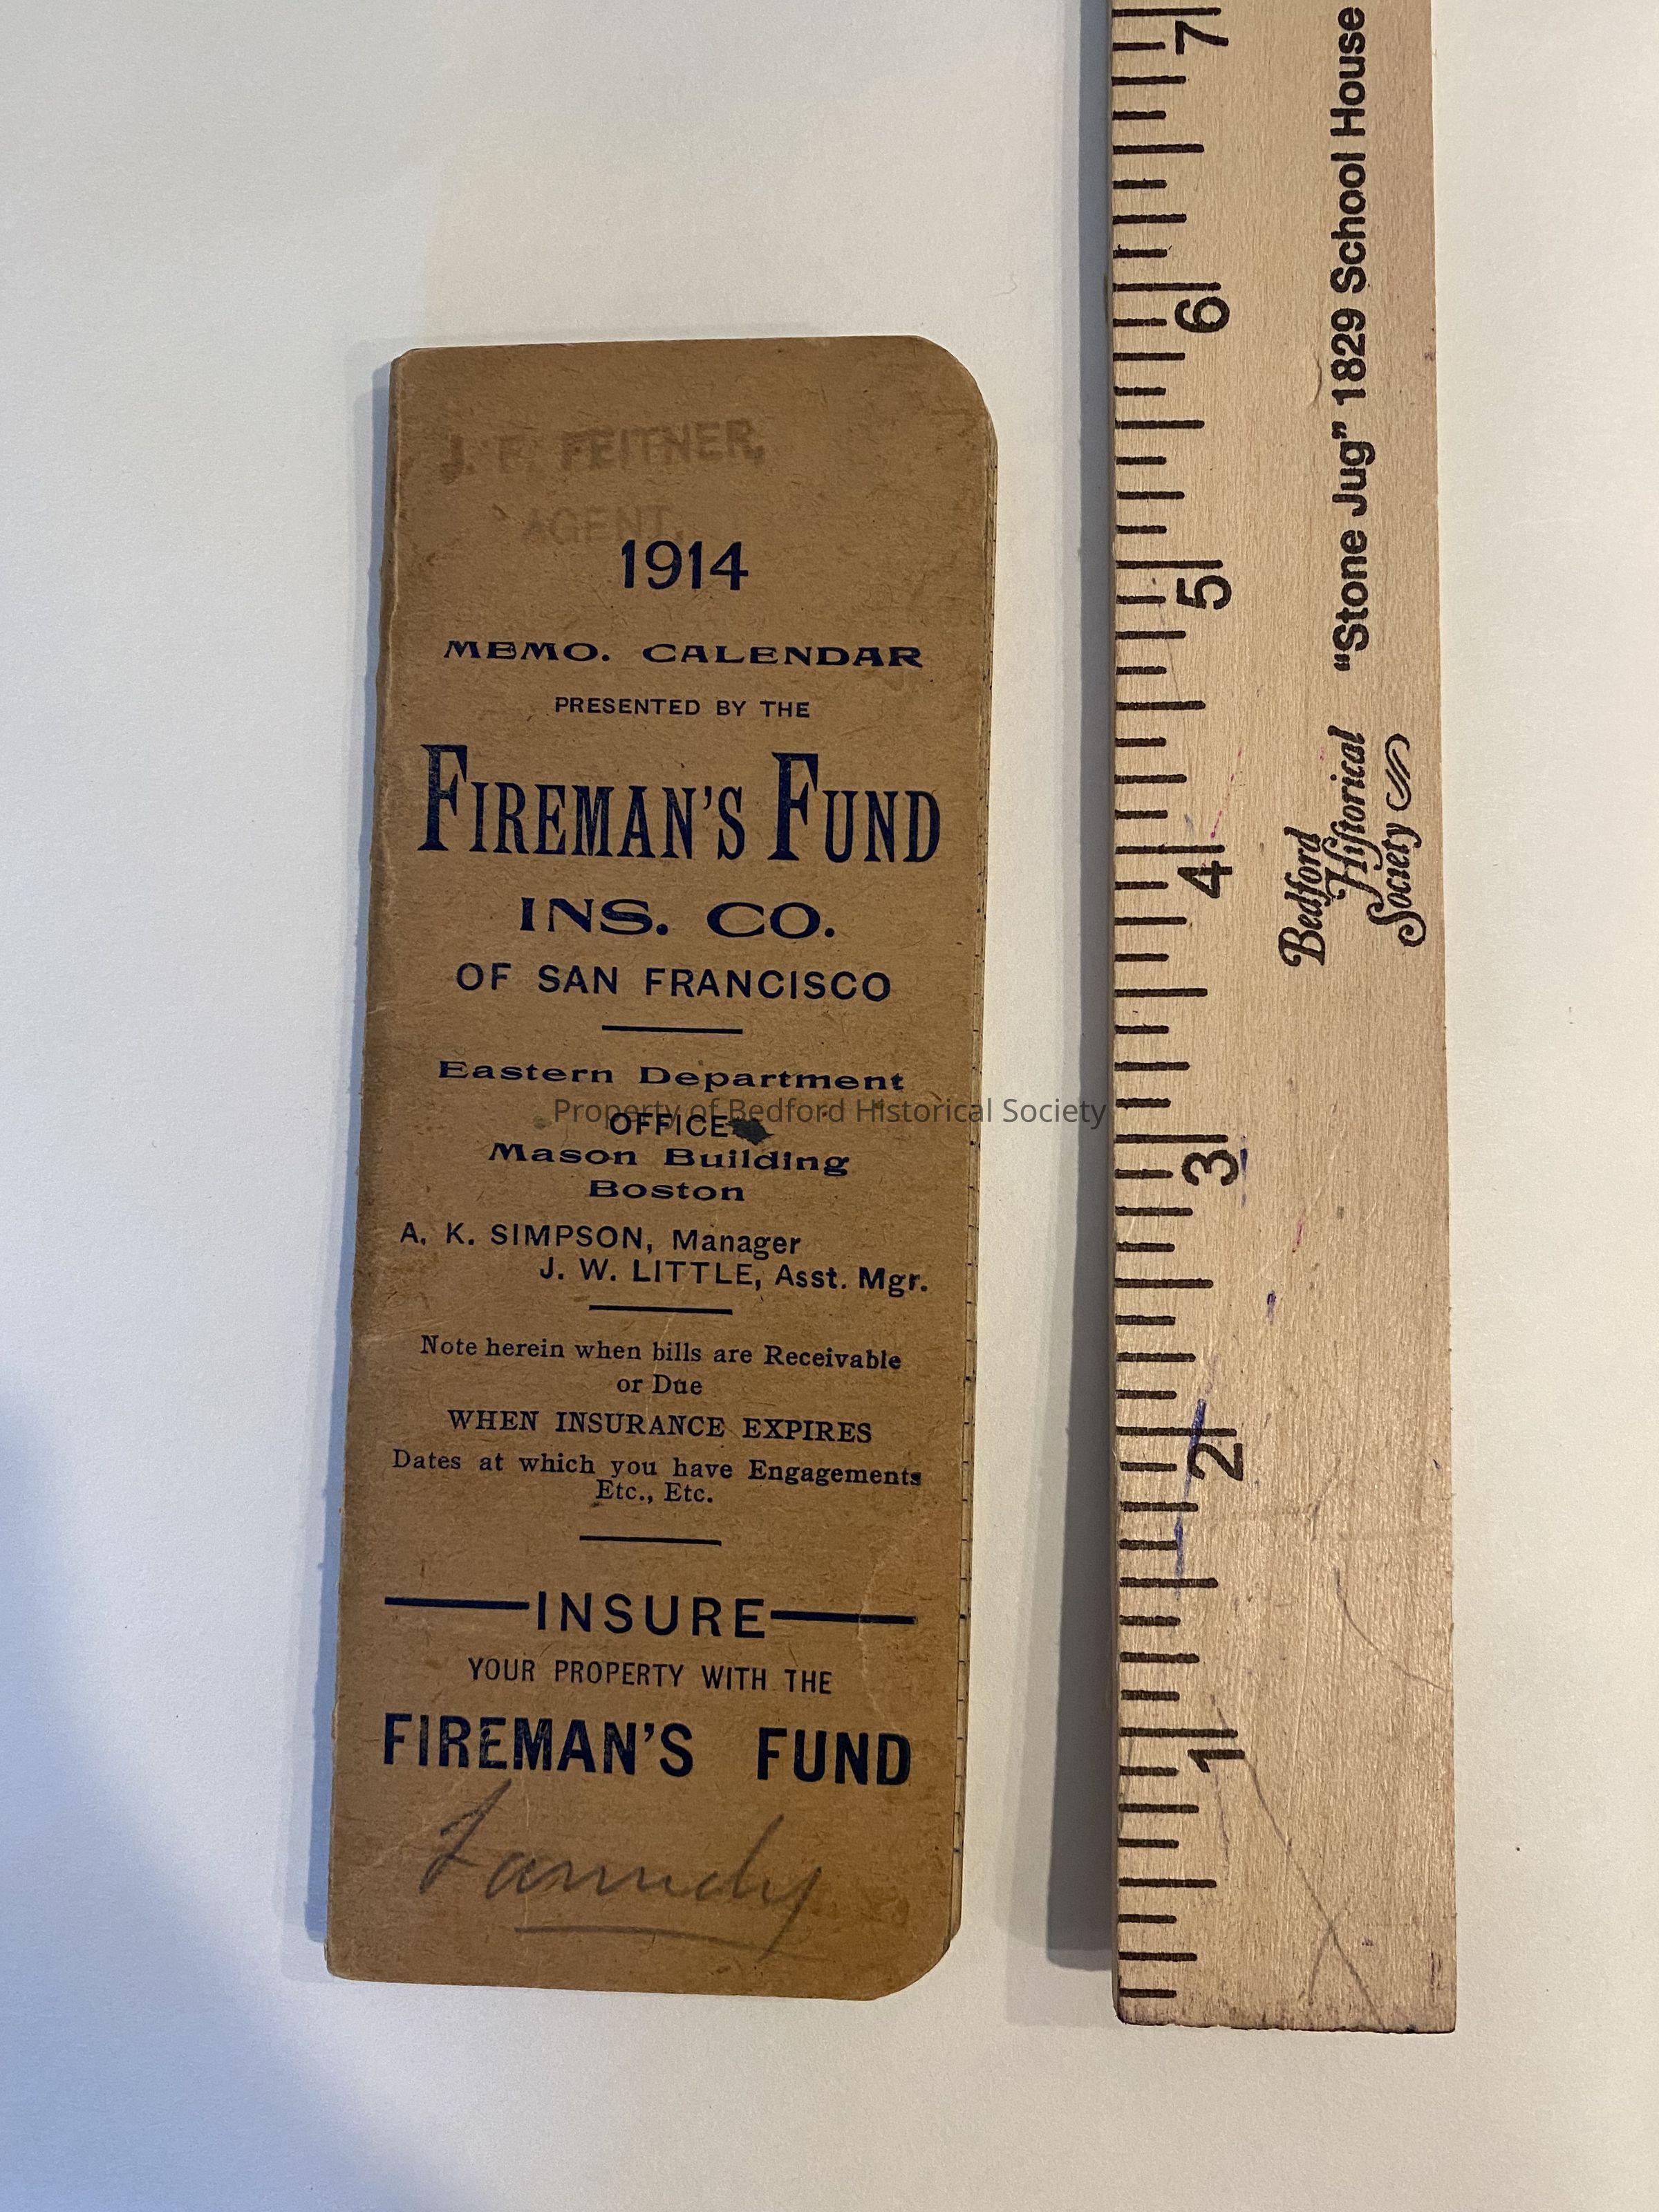 J. F. FEITNER,
AGENT,
1914
MEMO. CALENDAR
PRESENTED BY THE
FIREMAN'S FUND
INS. CO.
OF SAN FRANCISCO
Eastern Department
OFFICE
Mason Building
Boston
A. K. SIMPSON, Manager
J. W. LITTLE, Asst. Mgr.
Note herein when bills are Receivable
or Due
WHEN INSURANCE EXPIRES
Dates at which you have Engagements
Etc., Etc.
INSURE
YOUR PROPERTY WITH THE
FIREMAN'S FUND
Property of Bedford Historical Society
7
6
5
4
3
2
1
Bedford
Historical
Society
"Stone Jug" 1829 School House